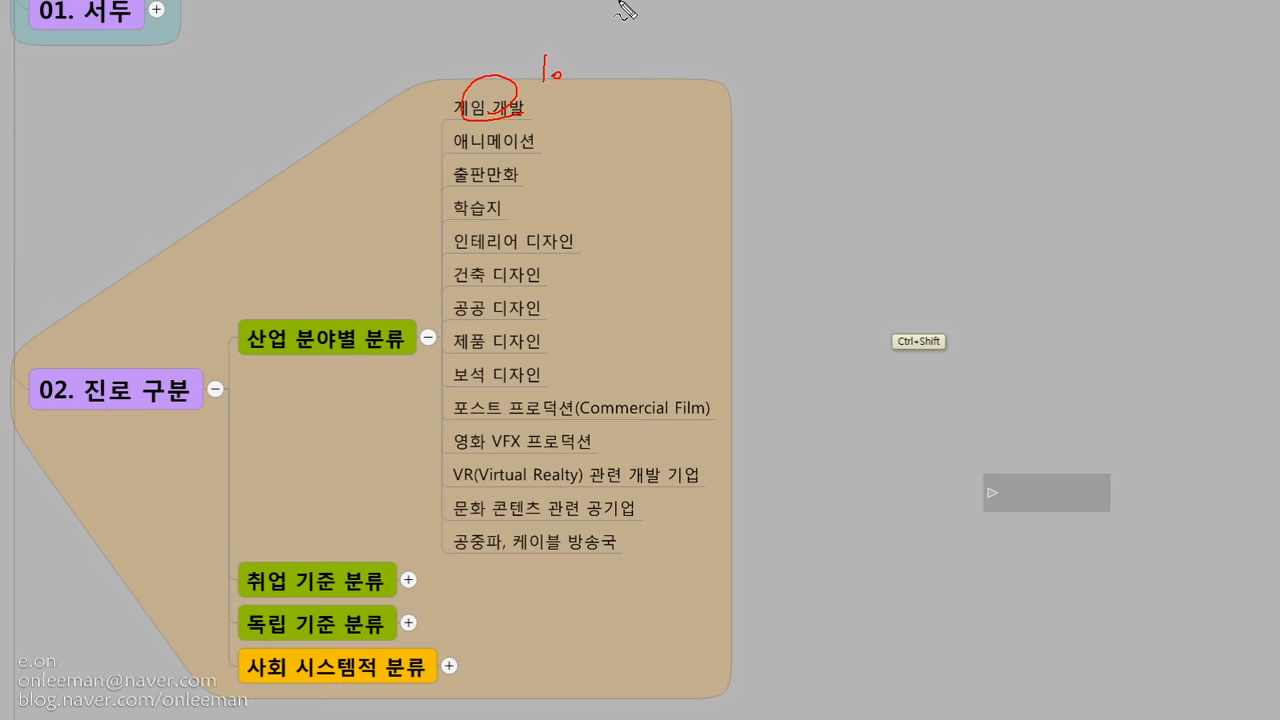 01. 서두
10
게임 개발
애니메이션
출판만화
학습지
인테리어 디자인
건축 디자인
공공 디자인
제품 디자인
보석 디자인
포스트 프로덕션(Commercial Film)
영화 VFX 프로덕션
VR(Virtual Realty) 관련 개발 기업
문화 콘텐츠 관련 공기업
공중파, 케이블 방송국
산업 분야별 분류
02. 진로 구분
취업 기준 분류
독립 기준 분류
사회 시스템적 분류
Ctrl+Shift
e.on
onleeman@naver.com
blog.naver.com/onleeman